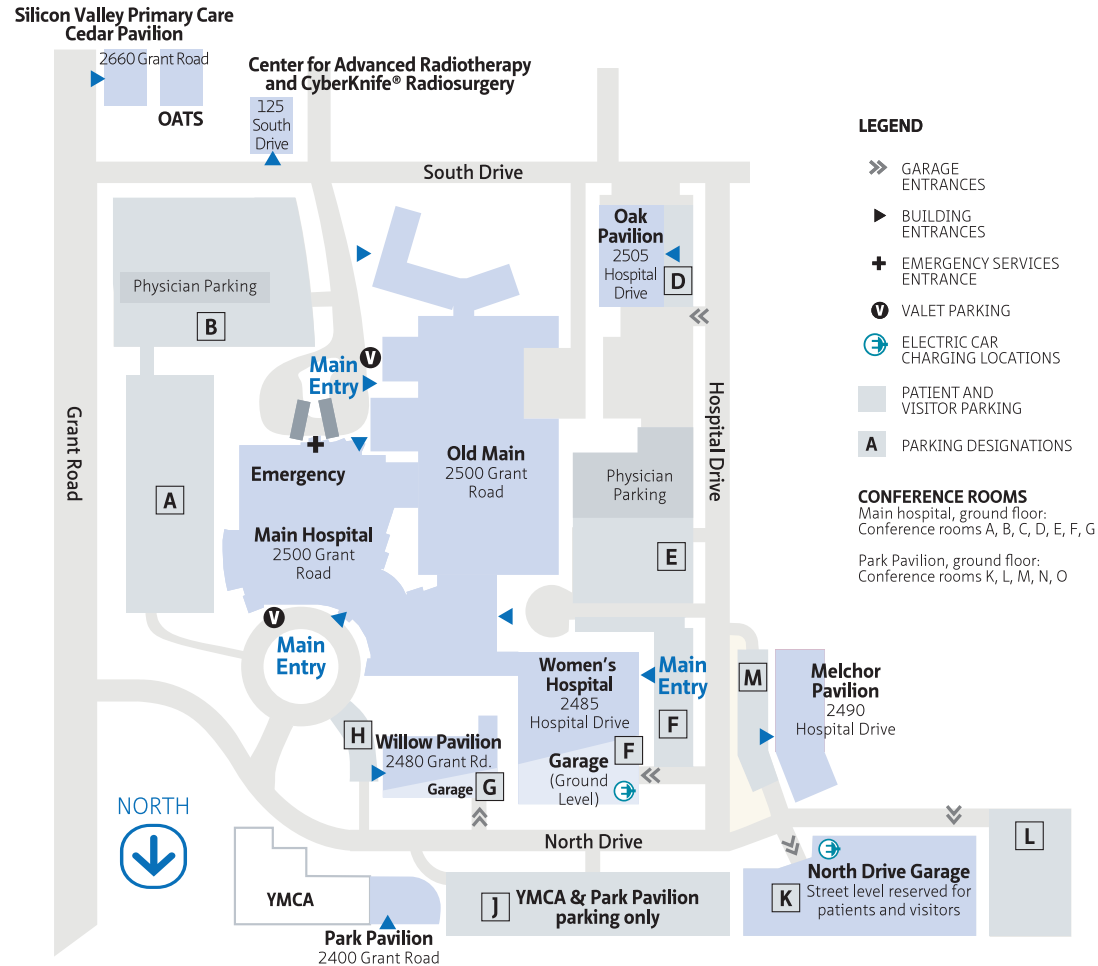 Silicon Valley Primary Care
Cedar Pavilion
2660 Grant Road
OATS
Center for Advanced Radiotherapy
and CyberKnife® Radiosurgery
125
South
Drive
South Drive
LEGEND
GARAGE
ENTRANCES
BUILDING
ENTRANCES
EMERGENCY SERVICES
ENTRANCE
V
VALET PARKING
ELECTRIC CAR
CHARGING LOCATIONS
PATIENT AND
VISITOR PARKING
A
PARKING DESIGNATIONS
CONFERENCE ROOMS
Main hospital, ground floor:
Conference rooms A, B, C, D, E, F, G
Park Pavilion, ground floor:
Conference rooms K, L, M, N, O
Oak
Pavilion
2505
Hospital
Drive
D
Physician Parking
B
V
Main
Entry
Grant Road
Hospital Drive
Emergency
Old Main
2500 Grant
Road
Physician
Parking
A
Main Hospital
2500 Grant
Road
E
V
Main
Entry
Women's
Hospital
2485
Hospital Drive
Main
Entry
M
Melchor
Pavilion
2490
Hospital Drive
H
Willow Pavilion
2480 Grant Rd.
Garage
G
F
F
Garage
(Ground
Level)
NORTH
North Drive
L
YMCA
J
YMCA & Park Pavilion
parking only
K
North Drive Garage
Street level reserved for
patients and visitors
Park Pavilion
2400 Grant Road